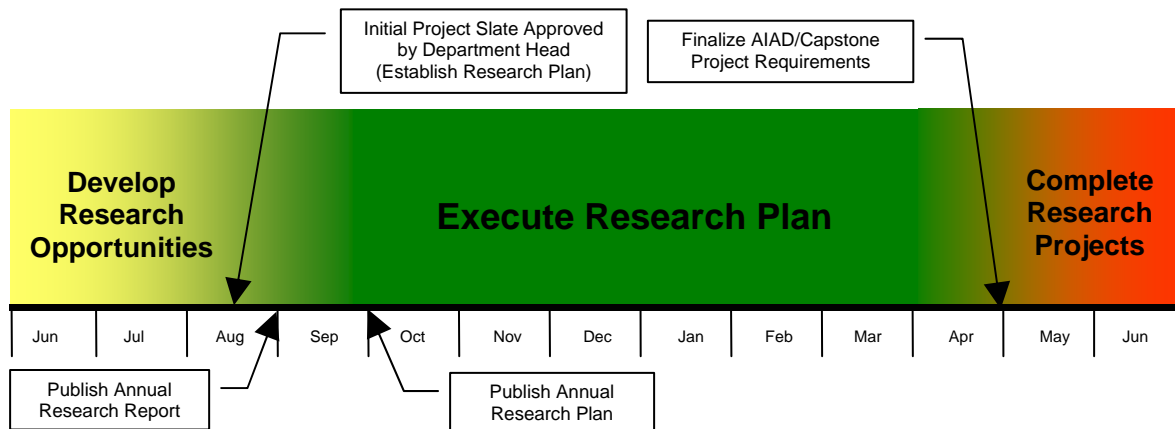 Initial Project Slate Approved
by Department Head
(Establish Research Plan)
Finalize AIAD/Capstone
Project Requirements
Develop
Research
Opportunities
Execute Research Plan
Complete
Research
Projects
Jun Jul Aug Sep Oct Nov Dec Jan Feb Mar Apr May Jun
Publish Annual
Research Report
Publish Annual
Research Plan